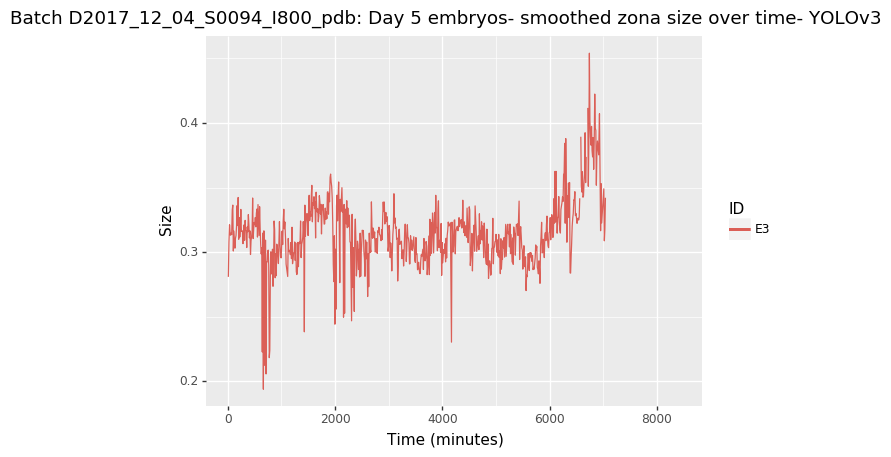 Batch D2017_12_04_S0094_I800_pdb: Day 5 embryos- smoothed zona size over time- YOLOv3
0.4
0.3
0.2
Size
0
2000
4000
6000
8000
Time (minutes)
ID
E3